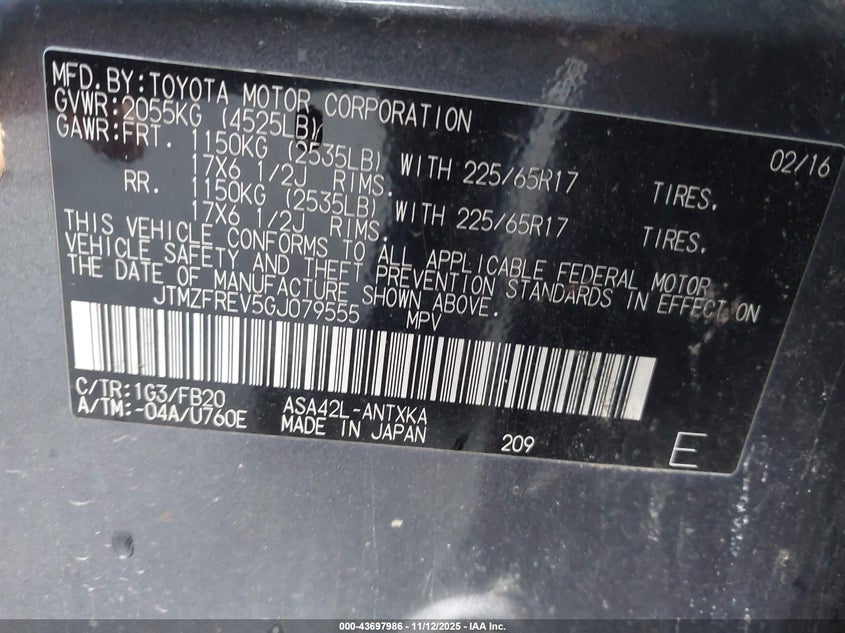 MFD.BY:TOYOTA MOTOR CORPORATION 02/16
GVWR:2055KG (4525LB)
GAWR:FRT. 1150KG (2535LB) WITH 225/65R17 TIRES,
17X6 1/2J RIMS.
RR. 1150KG (2535LB) WITH 225/65R17 TIRES,
17X6 1/2J RIMS.
THIS VEHICLE CONFORMS TO ALL APPLICABLE FEDERAL MOTOR
VEHICLE SAFETY AND THEFT PREVENTION STANDARDS IN EFFECT ON
THE DATE OF MANUFACTURE SHOWN ABOVE.
JTMZFREV5GJ079555 MPV
C/TR:1G3/FB20 ASA42L-ANTXKA
A/TM:-04A/U760E MADE IN JAPAN 209 E
000-43697986 - 11/12/2025 - IAA Inc.